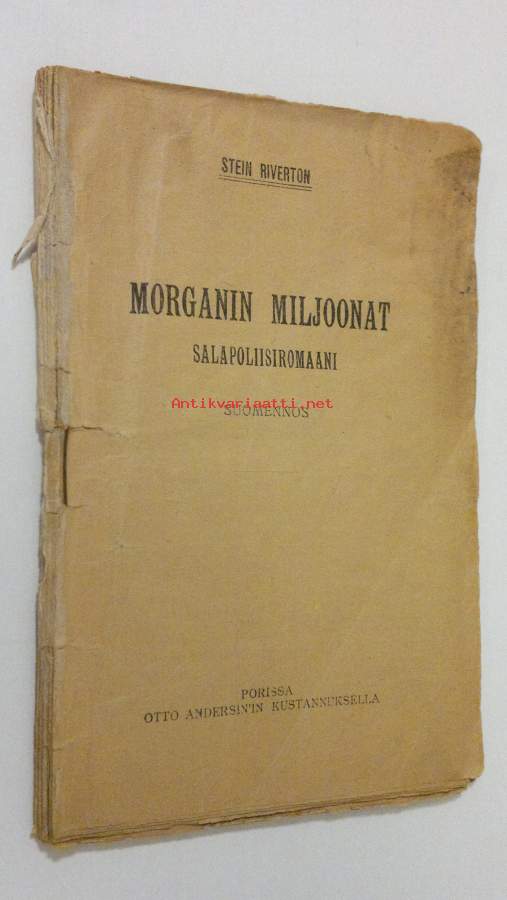 STEIN RIVERTON
MORGANIN MILJOONAT
SALAPOLIISIROMAANI
Antikvariaatti.net
SUOMENNOS
PORISSA
OTTO ANDERSIN'IN KUSTANNUKSELLA